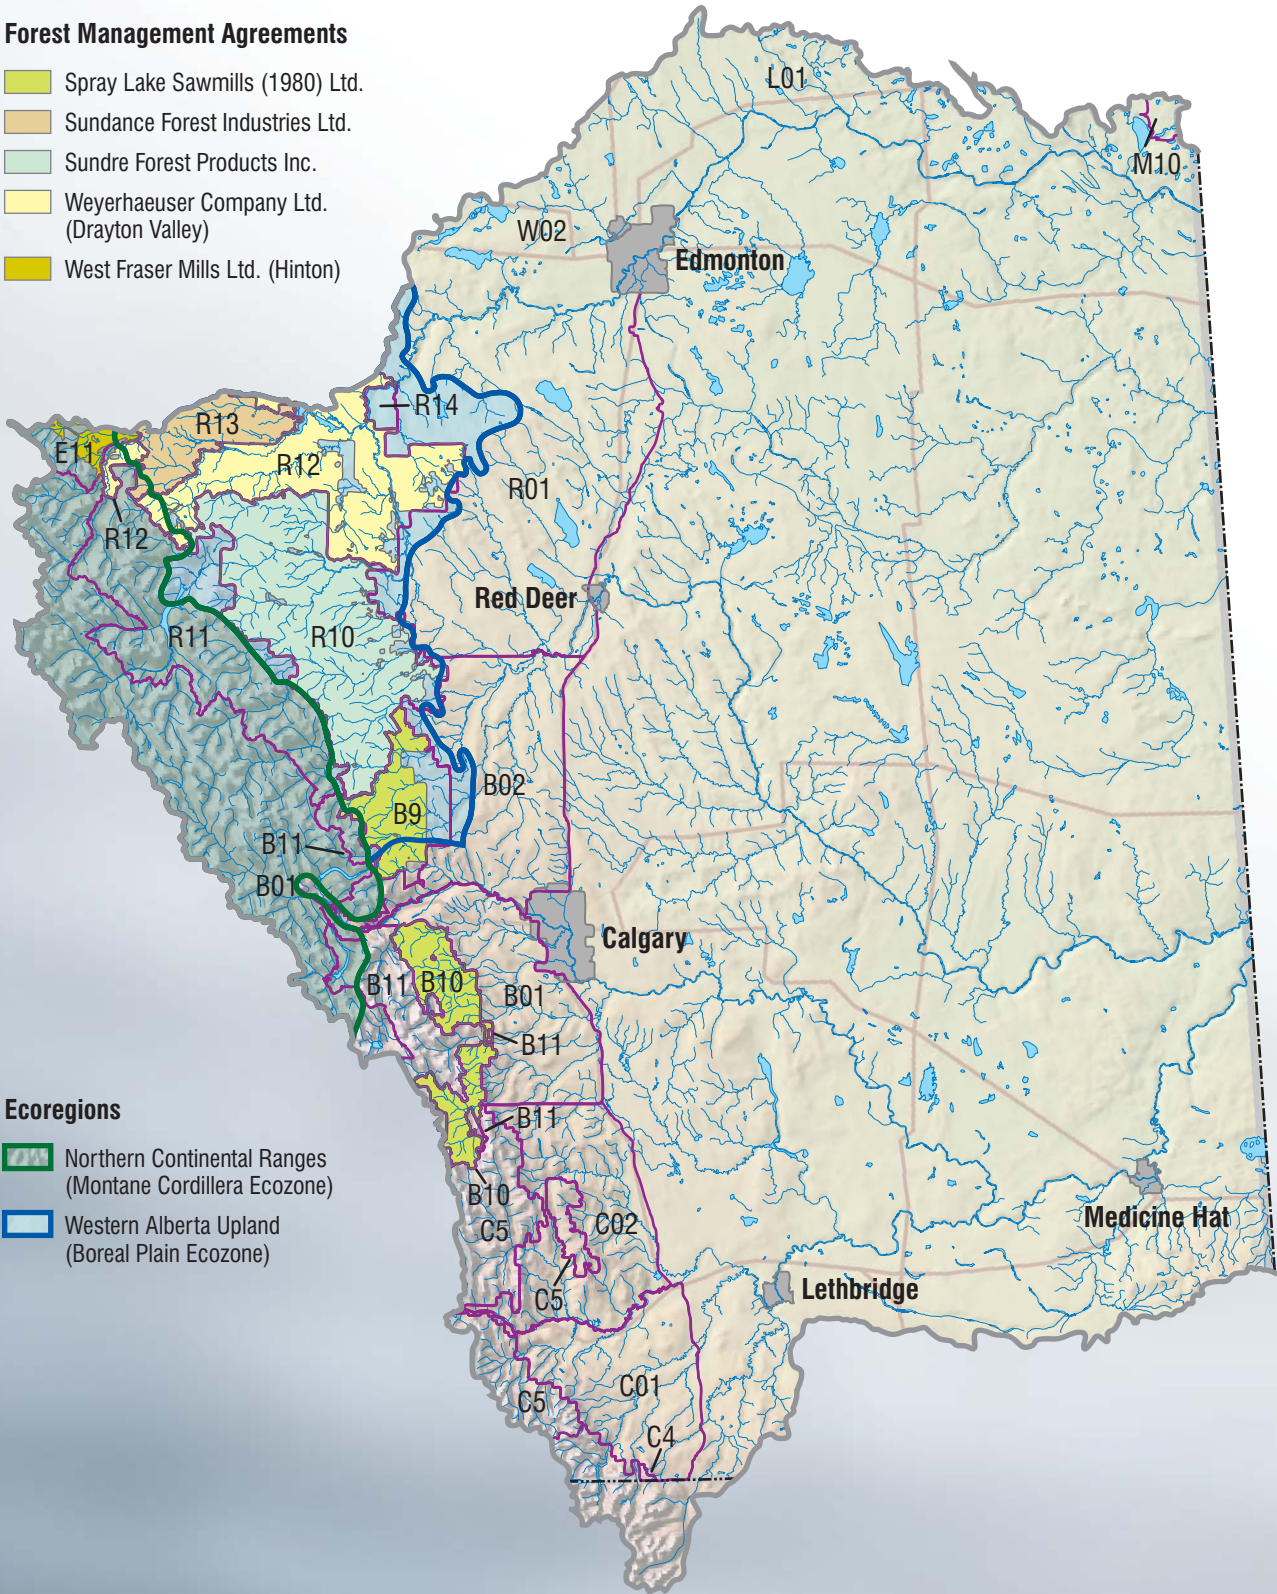 Forest Management Agreements
Spray Lake Sawmills (1980) Ltd.
Sundance Forest Industries Ltd.
Sundre Forest Products Inc.
Weyerhaeuser Company Ltd.
(Drayton Valley)
West Fraser Mills Ltd. (Hinton)
L01
M10
W02
Edmonton
R14
R13
E11
R12
R01
R12
Red Deer
R11
R10
B02
B9
B11
B01
Calgary
B11
B10
B01
B11
B11
B10
C5
C02
C5
Medicine Hat
Lethbridge
C01
C5
C4
Ecoregions
Northern Continental Ranges
(Montane Cordillera Ecozone)
Western Alberta Upland
(Boreal Plain Ecozone)